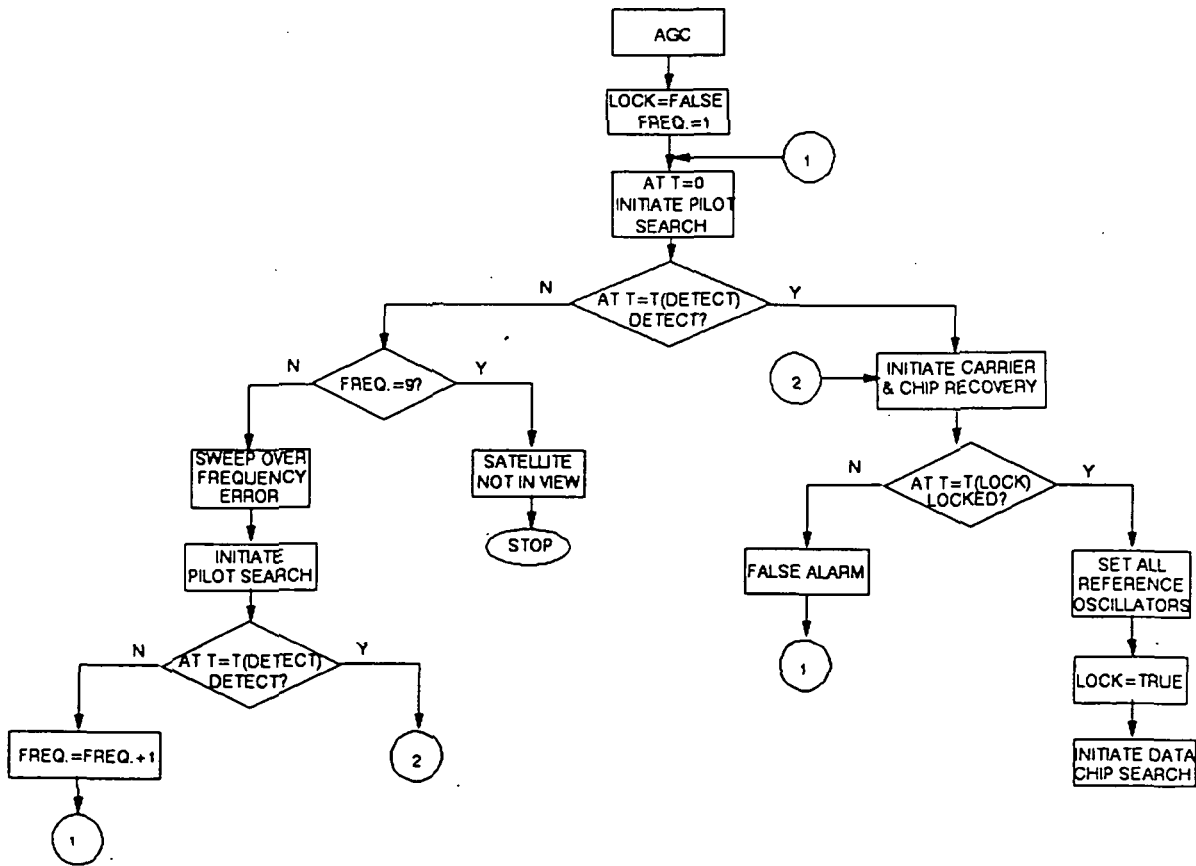 AGC
LOCK=FALSE
FREQ.=1
1
AT T=0
INITIATE PILOT
SEARCH
N
AT T=T(DETECT)
DETECT?
Y
N
FREQ.=9?
Y
2
INITIATE CARRIER
& CHIP RECOVERY
SWEEP OVER
FREQUENCY
ERROR
SATELLITE
NOT IN VIEW
N
AT T=T(LOCK)
LOCKED?
Y
STOP
INITIATE
PILOT SEARCH
FALSE ALARM
SET ALL
REFERENCE
OSCILLATORS
N
AT T=T(DETECT)
DETECT?
Y
1
LOCK=TRUE
FREQ.=FREQ.+1
2
INITIATE DATA
CHIP SEARCH
1